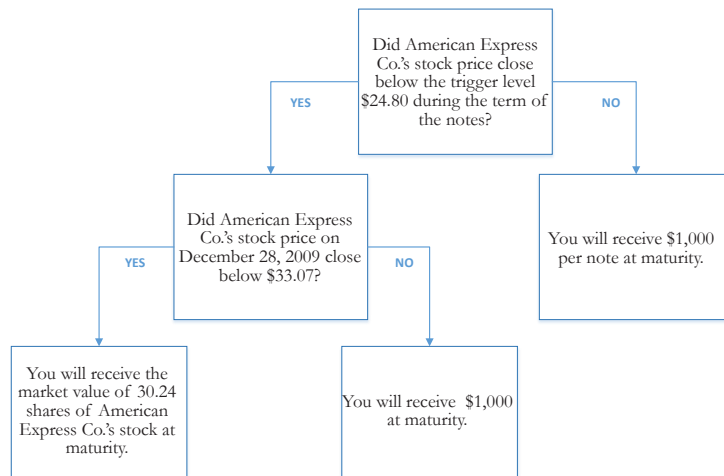 Did American Express
Co.'s stock price close
below the trigger level
$24.80 during the term of
the notes?
YES
NO
Did American Express
Co.'s stock price on
December 28, 2009 close
below $33.07?
You will receive $1,000
per note at maturity.
YES
NO
You will receive the
market value of 30.24
shares of American
Express Co.'s stock at
maturity.
You will receive $1,000
at maturity.